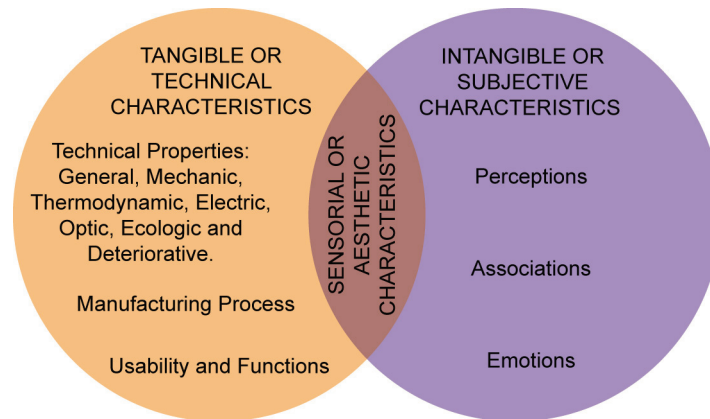 TANGIBLE OR
TECHNICAL
CHARACTERISTICS
Technical Properties:
General, Mechanic,
Thermodynamic, Electric,
Optic, Ecologic and
Deteriorative.
Manufacturing Process
Usability and Functions
SENSORIAL OR
AESTHETIC
CHARACTERISTICS
INTANGIBLE OR
SUBJECTIVE
CHARACTERISTICS
Perceptions
Associations
Emotions